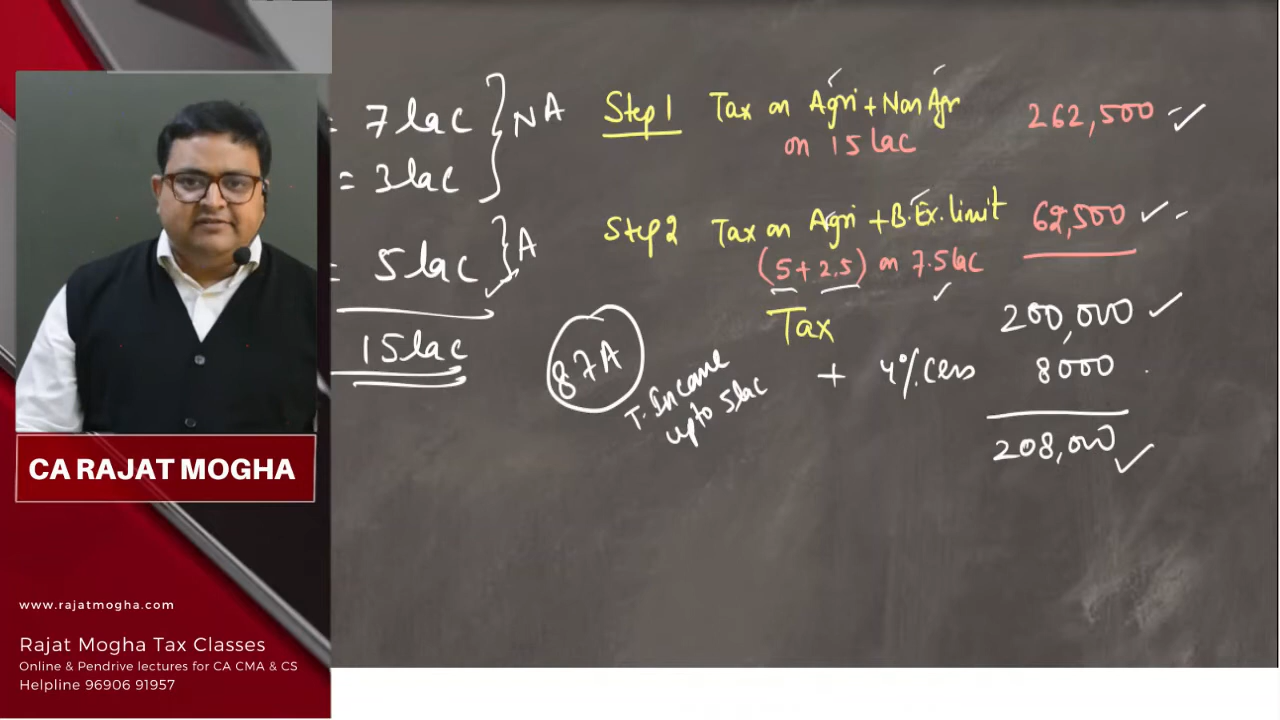 = 7 lac } NA
= 3 lac
= 5 lac } A
15 lac
Step 1 Tax on Agri + Non Agr 262,500
on 15 lac
Step 2 Tax on Agri + B. Ex. limit 62,500
(5 + 2.5) on 7.5 lac
Tax 200,000
+ 4% Cess 8000
208,000
87A
T. Income
upto 5 lac
CA RAJAT MOGHA
www.rajatmogha.com
Rajat Mogha Tax Classes
Online & Pendrive lectures for CA CMA & CS
Helpline 96906 91957